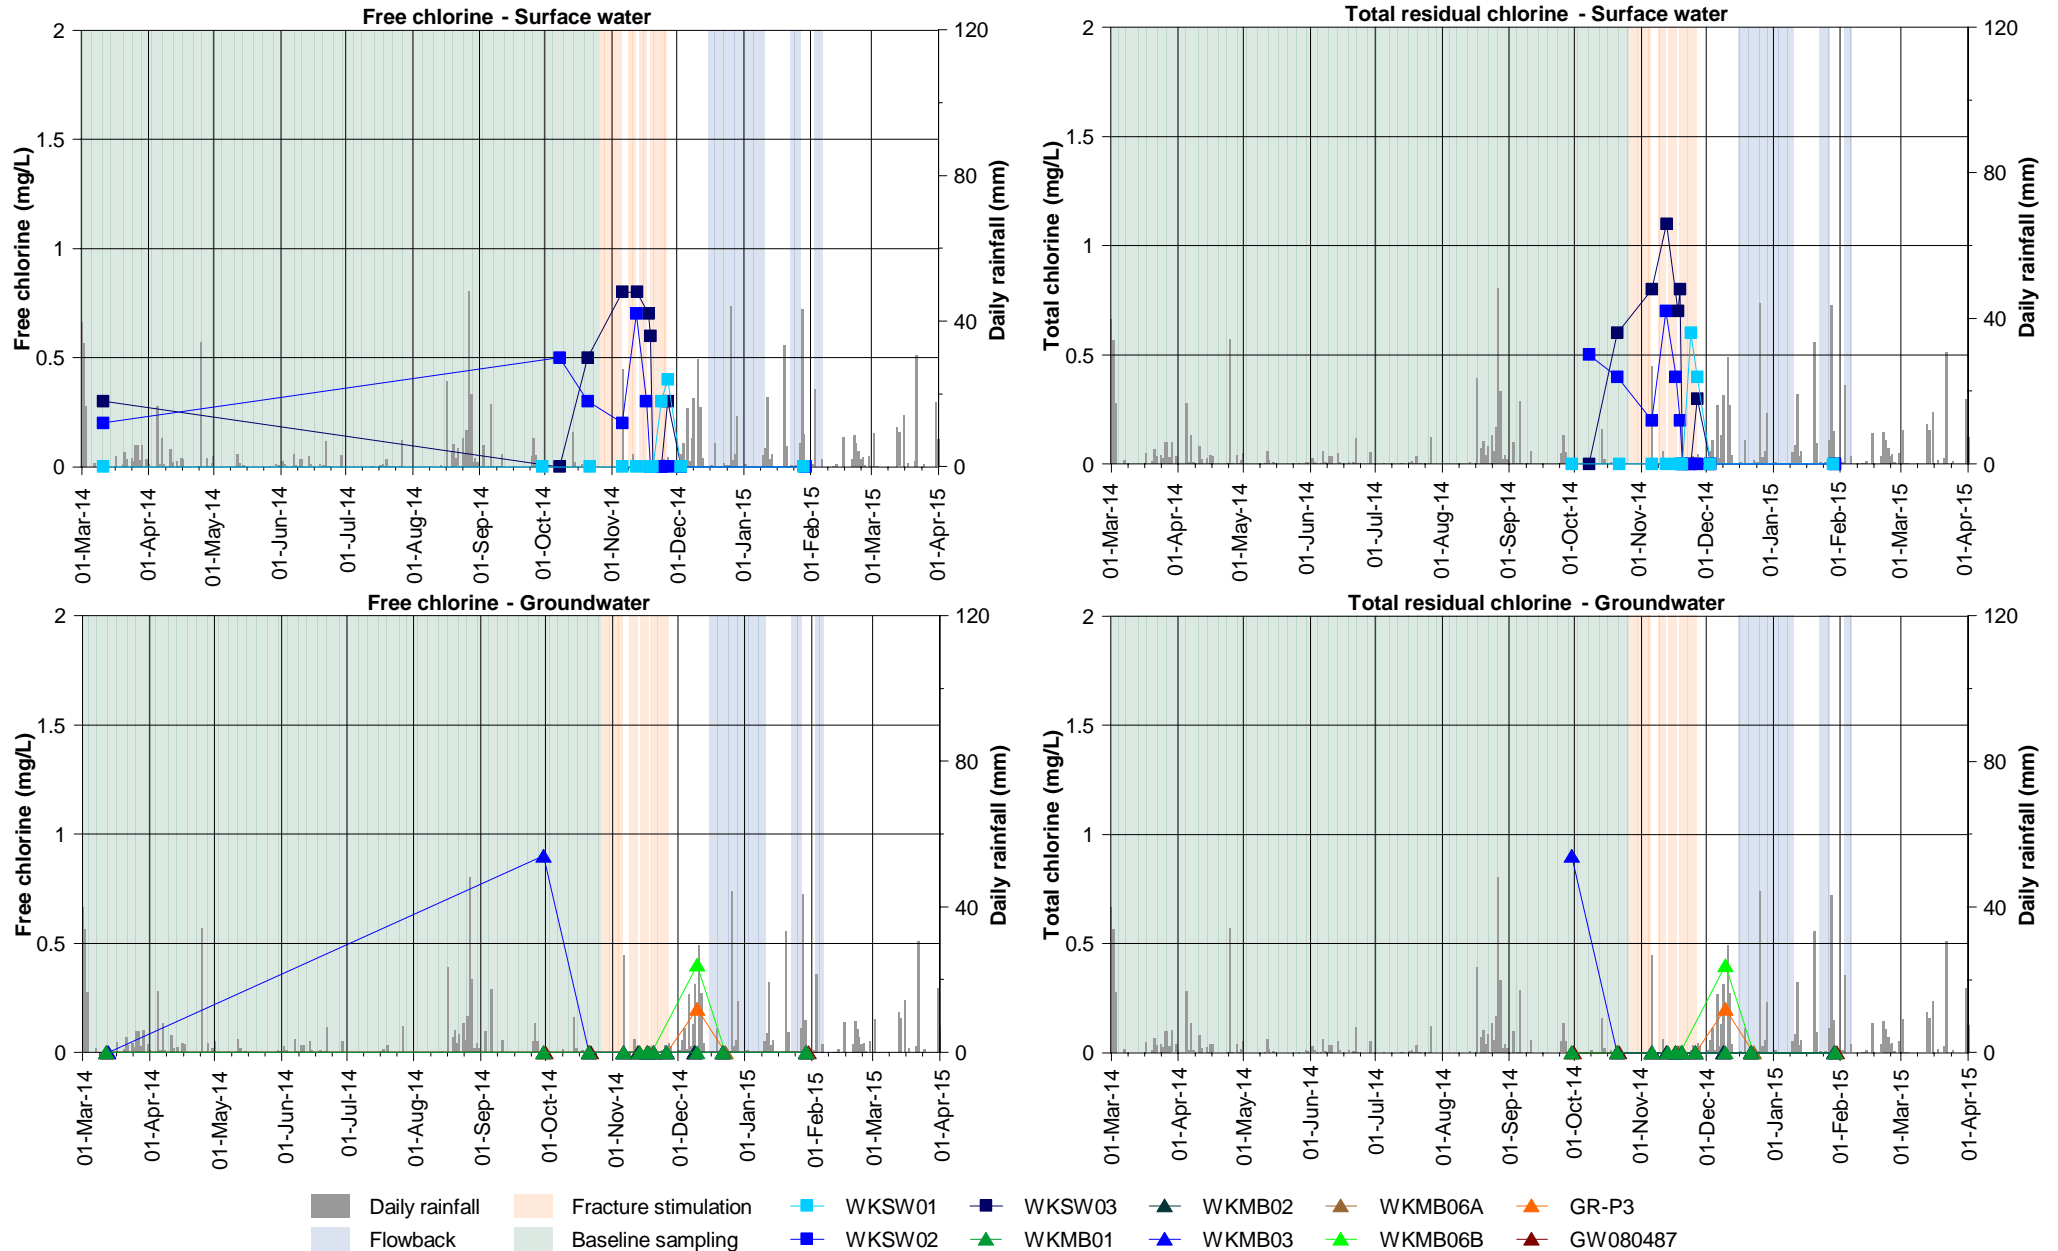 Free chlorine - Surface water
Free chlorine (mg/L)
2
1.5
1
0.5
0
120
80
40
0
Daily rainfall (mm)
01-Mar-14
01-Apr-14
01-May-14
01-Jun-14
01-Jul-14
01-Aug-14
01-Sep-14
01-Oct-14
01-Nov-14
01-Dec-14
01-Jan-15
01-Feb-15
01-Mar-15
01-Apr-15
Total residual chlorine - Surface water
Total chlorine (mg/L)
2
1.5
1
0.5
0
120
80
40
0
Daily rainfall (mm)
01-Mar-14
01-Apr-14
01-May-14
01-Jun-14
01-Jul-14
01-Aug-14
01-Sep-14
01-Oct-14
01-Nov-14
01-Dec-14
01-Jan-15
01-Feb-15
01-Mar-15
01-Apr-15
Free chlorine - Groundwater
Free chlorine (mg/L)
2
1.5
1
0.5
0
120
80
40
0
Daily rainfall (mm)
01-Mar-14
01-Apr-14
01-May-14
01-Jun-14
01-Jul-14
01-Aug-14
01-Sep-14
01-Oct-14
01-Nov-14
01-Dec-14
01-Jan-15
01-Feb-15
01-Mar-15
01-Apr-15
Total residual chlorine - Groundwater
Total chlorine (mg/L)
2
1.5
1
0.5
0
120
80
40
0
Daily rainfall (mm)
01-Mar-14
01-Apr-14
01-May-14
01-Jun-14
01-Jul-14
01-Aug-14
01-Sep-14
01-Oct-14
01-Nov-14
01-Dec-14
01-Jan-15
01-Feb-15
01-Mar-15
01-Apr-15
Daily rainfall Fracture stimulation WKSW01 WKSW03 WKMB02 WKMB06A GR-P3
Flowback Baseline sampling WKSW02 WKMB01 WKMB03 WKMB06B GW080487